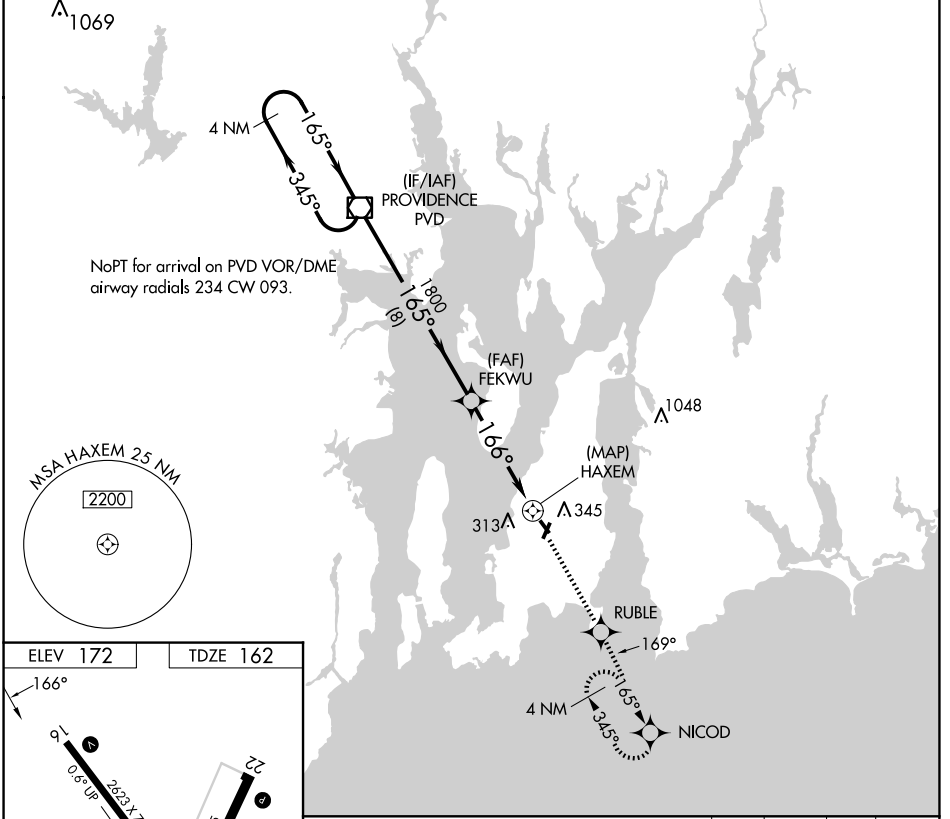 1069
4 NM
165°
345°
(IF/IAF)
PROVIDENCE
PVD
NoPT for arrival on PVD VOR/DME
airway radials 234 CW 093.
1800
165°
(8)
(FAF)
FEKWU
1048
166°
(MAP)
HAXEM
MSA HAXEM 25 NM
2200
313
345
RUBLE
169°
165°
4 NM
345°
NICOD
ELEV 172
TDZE 162
166°
16
V
0.6° UP
2623 X
22
P